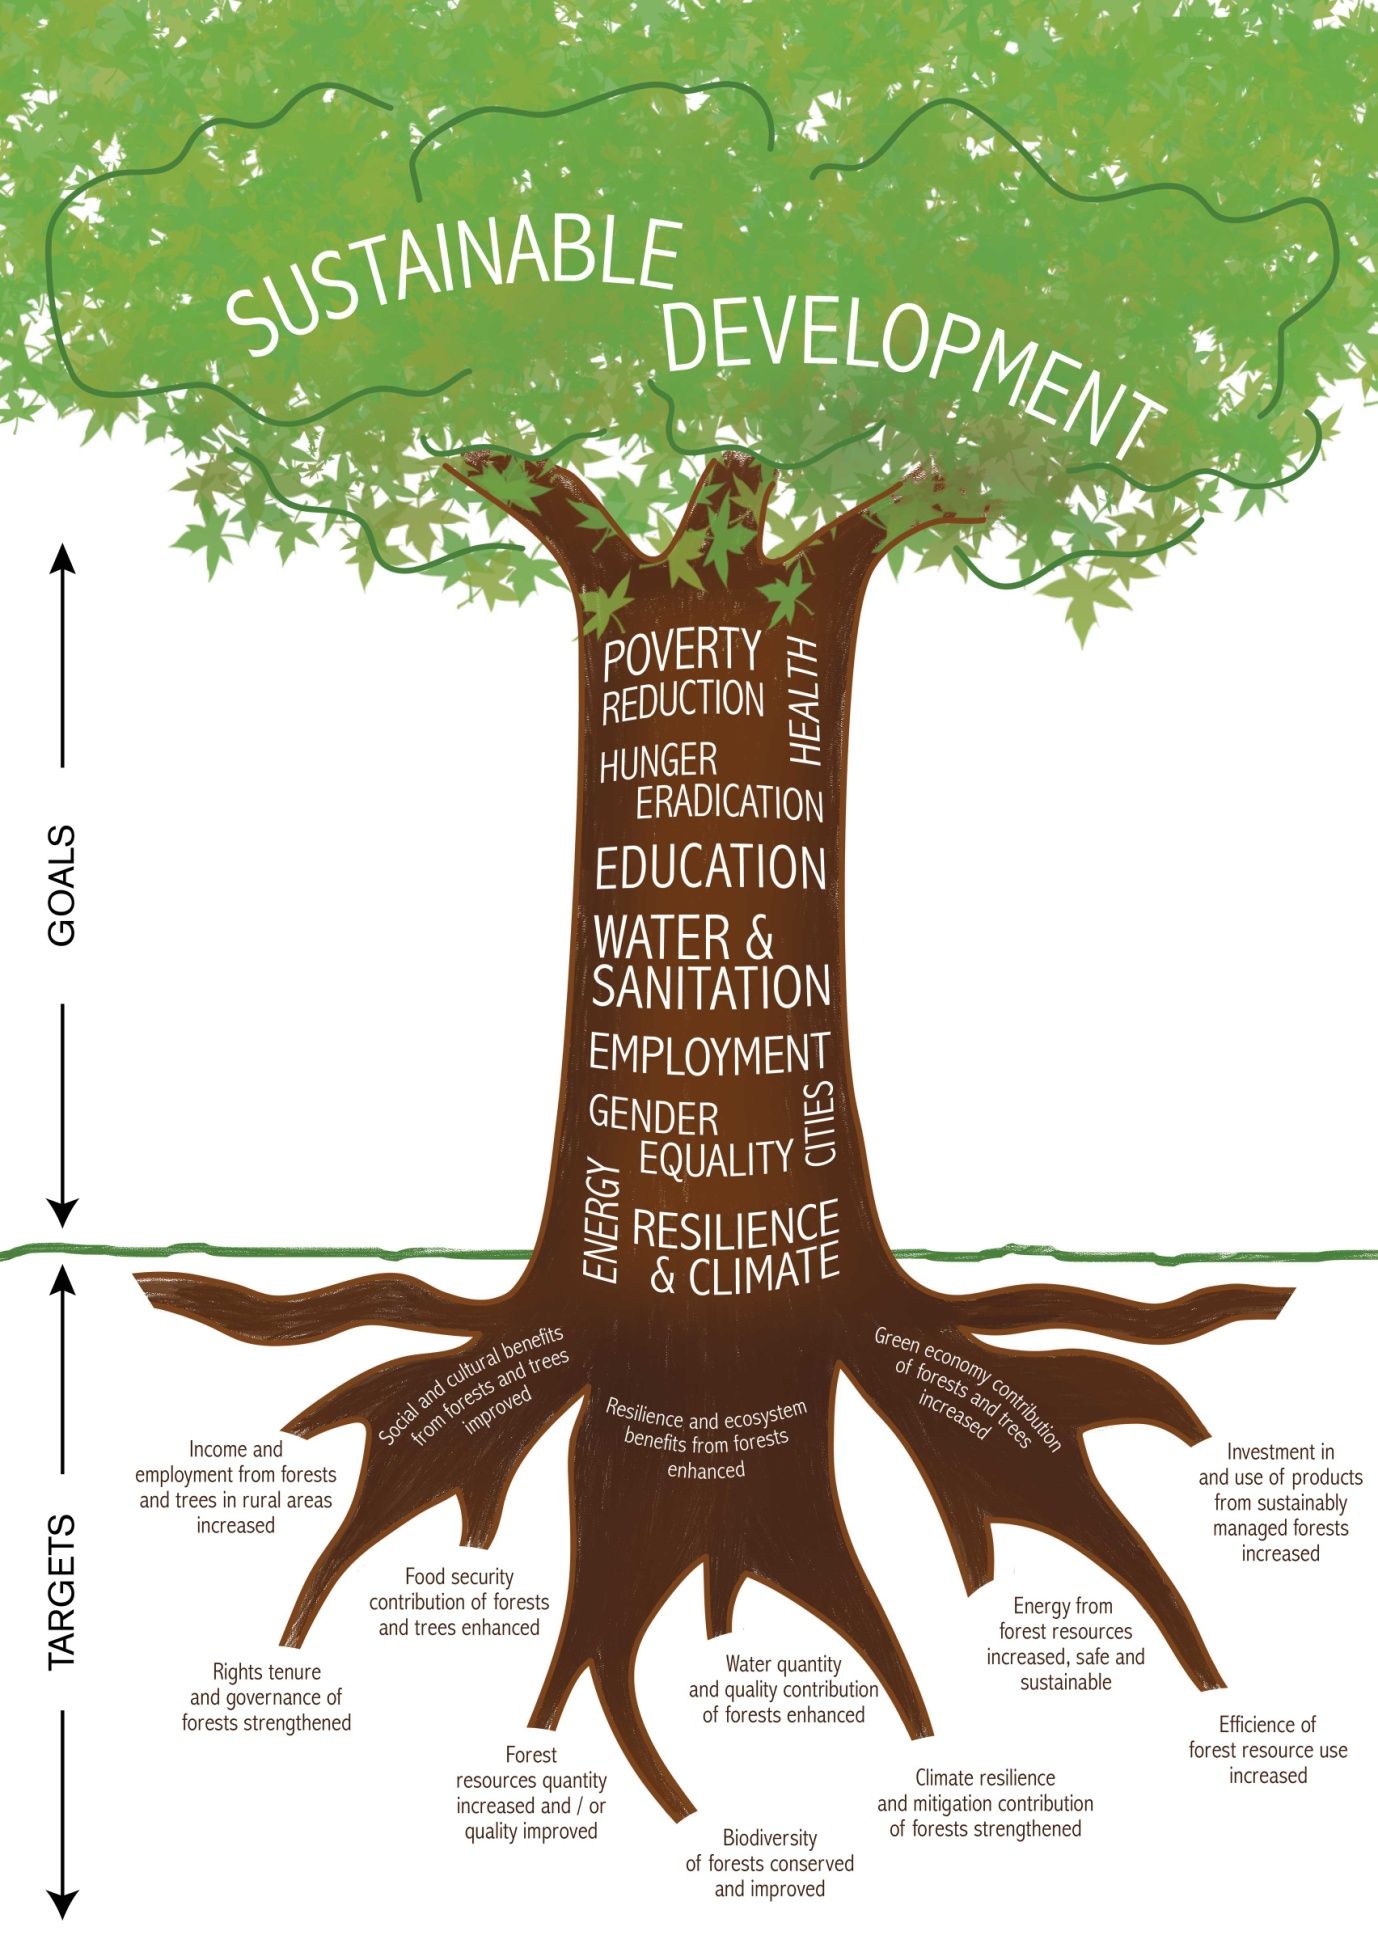 SUSTAINABLE
DEVELOPMENT
GOALS
POVERTY
REDUCTION
HEALTH
HUNGER
ERADICATION
EDUCATION
WATER &
SANITATION
EMPLOYMENT
GENDER
EQUALITY
CITIES
ENERGY
RESILIENCE
& CLIMATE
TARGETS
Social and cultural benefits
from forests and trees
improved
Resilience and ecosystem
benefits from forests
enhanced
Green economy contribution
of forests and trees
increased
Income and
employment from forests
and trees in rural areas
increased
Food security
contribution of forests
and trees enhanced
Rights tenure
and governance of
forests strengthened
Forest
resources quantity
increased and / or
quality improved
Biodiversity
of forests conserved
and improved
Water quantity
and quality contribution
of forests enhanced
Climate resilience
and mitigation contribution
of forests strengthened
Energy from
forest resources
increased, safe and
sustainable
Efficience of
forest resource use
increased
Investment in
and use of products
from sustainably
managed forests
increased